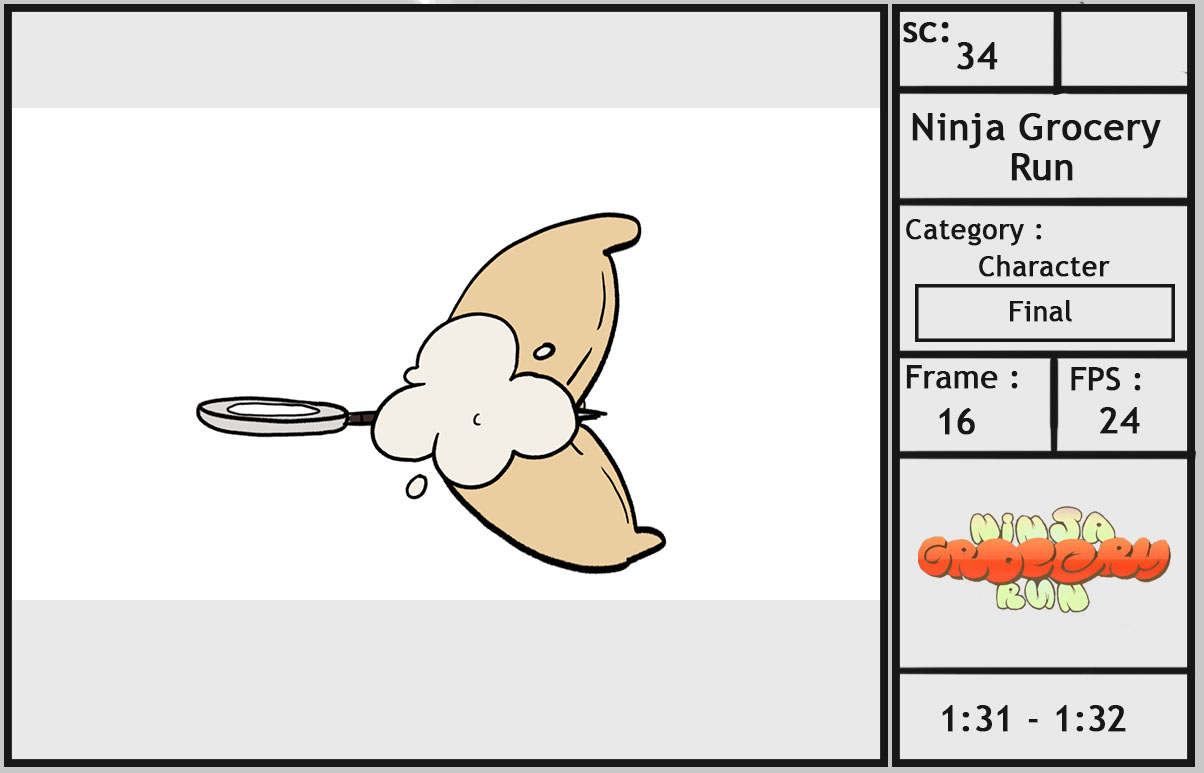 SC:
34
Ninja Grocery
Run
Category :
Character
Final
Frame :
16
FPS :
24
NINJA
GROCERY
RUN
1:31 - 1:32